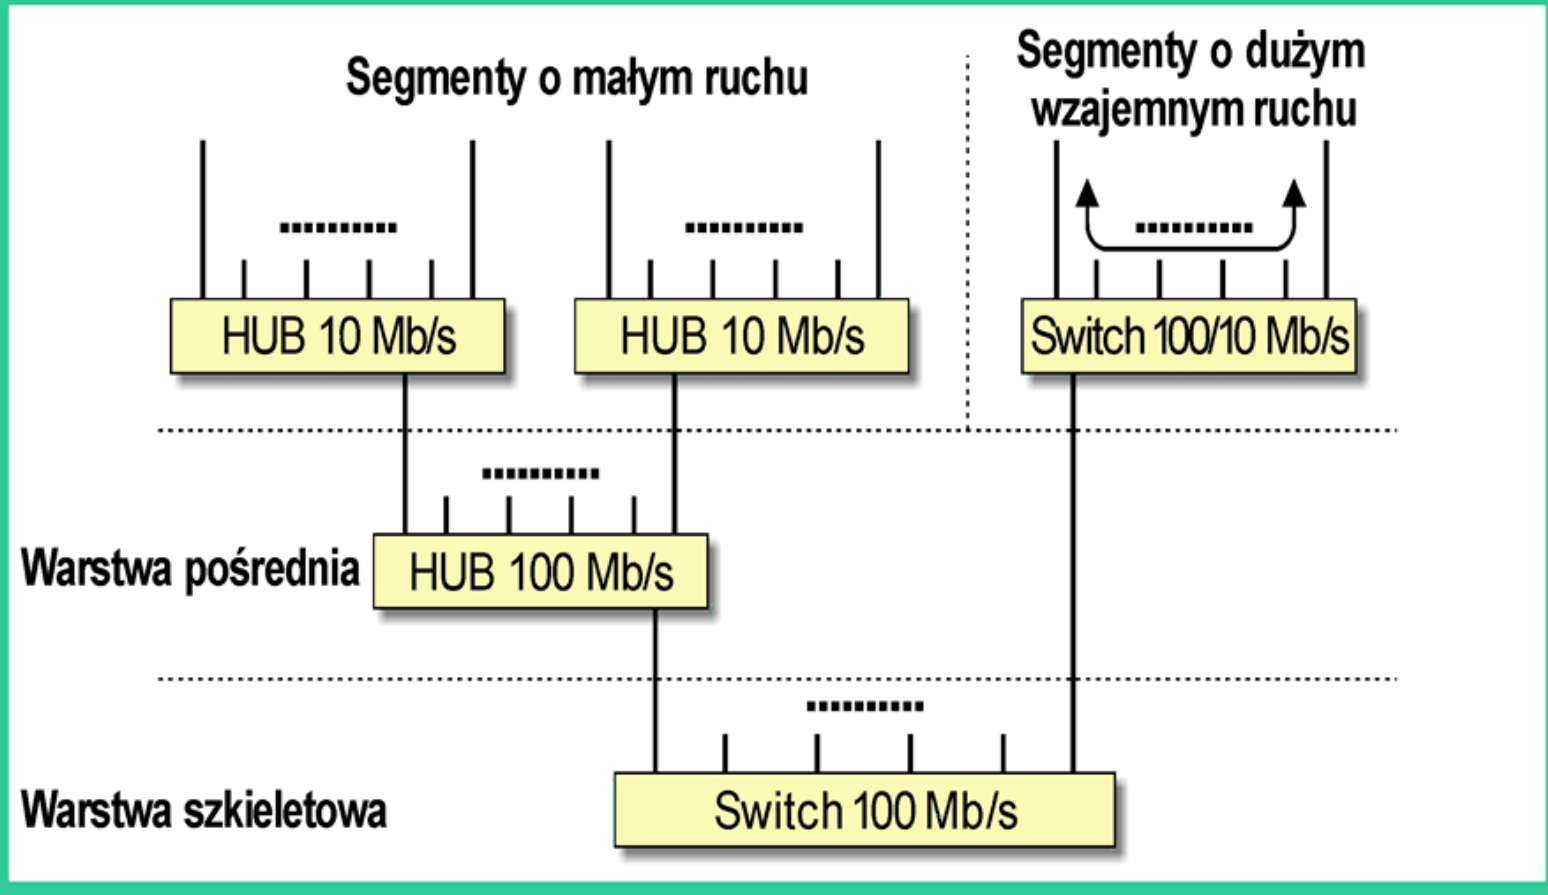 Segmenty o małym ruchu
Segmenty o dużym
wzajemnym ruchu
HUB 10 Mb/s
HUB 10 Mb/s
Switch 100/10 Mb/s
Warstwa pośrednia
HUB 100 Mb/s
Warstwa szkieletowa
Switch 100 Mb/s